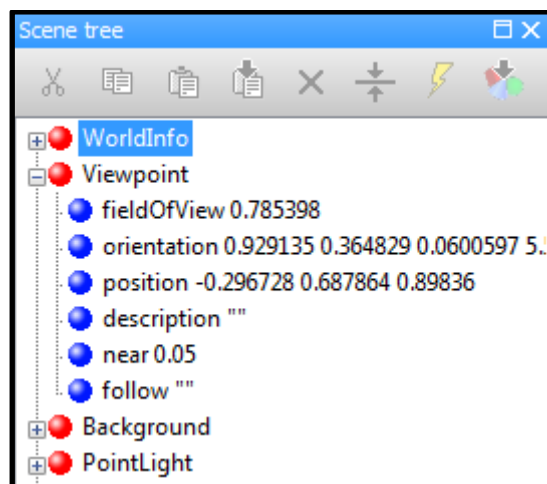 Scene tree
WorldInfo
Viewpoint
fieldOfView 0.785398
orientation 0.929135 0.364829 0.0600597 5.
position -0.296728 0.687864 0.89836
description ""
near 0.05
follow ""
Background
PointLight